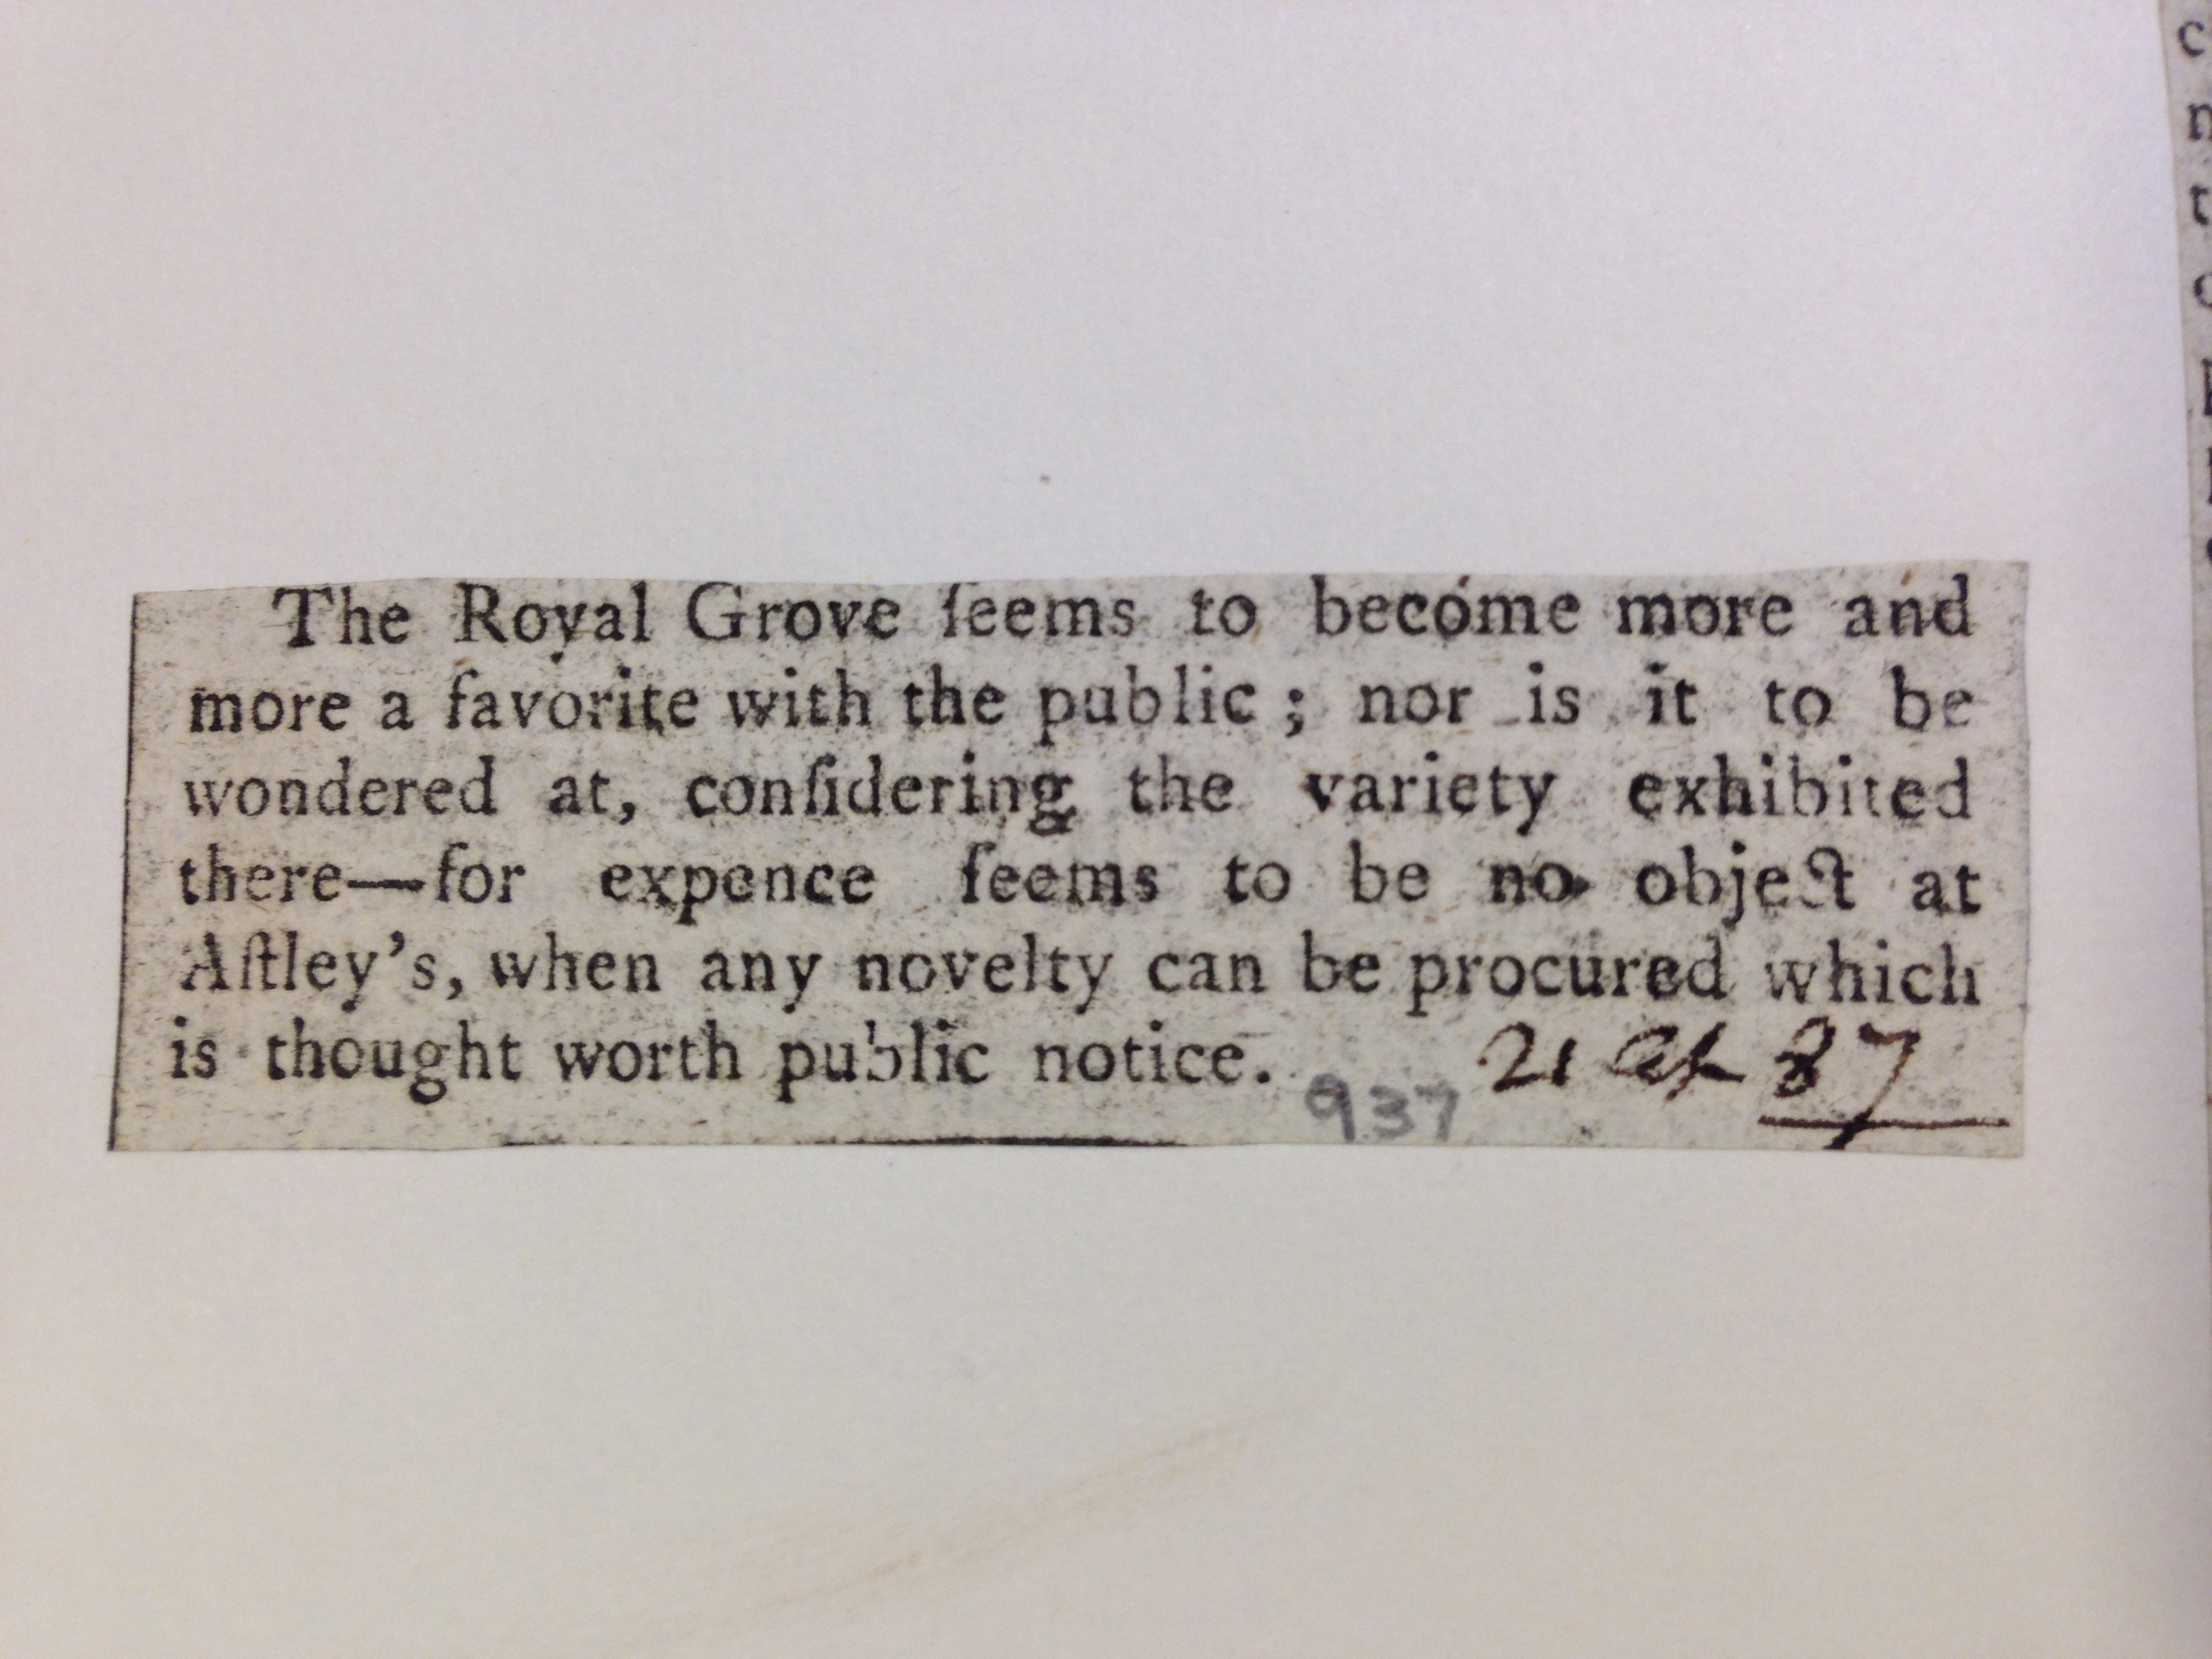 The Royal Grove ſeems to become more and
more a favorite with the public; nor is it to be
wondered at, conſidering the variety exhibited
there—for expence ſeems to be no object at
Aſtley's, when any novelty can be procured which
is thought worth public notice. 21 87
937